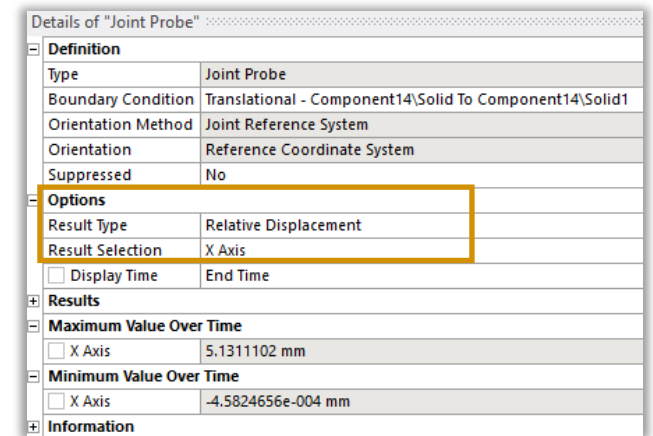 Details of "Joint Probe"
Definition
Type Joint Probe
Boundary Condition Translational - Component14\Solid To Component14\Solid1
Orientation Method Joint Reference System
Orientation Reference Coordinate System
Suppressed No
Options
Result Type Relative Displacement
Result Selection X Axis
Display Time End Time
Results
Maximum Value Over Time
X Axis 5.1311102 mm
Minimum Value Over Time
X Axis -4.5824656e-004 mm
Information